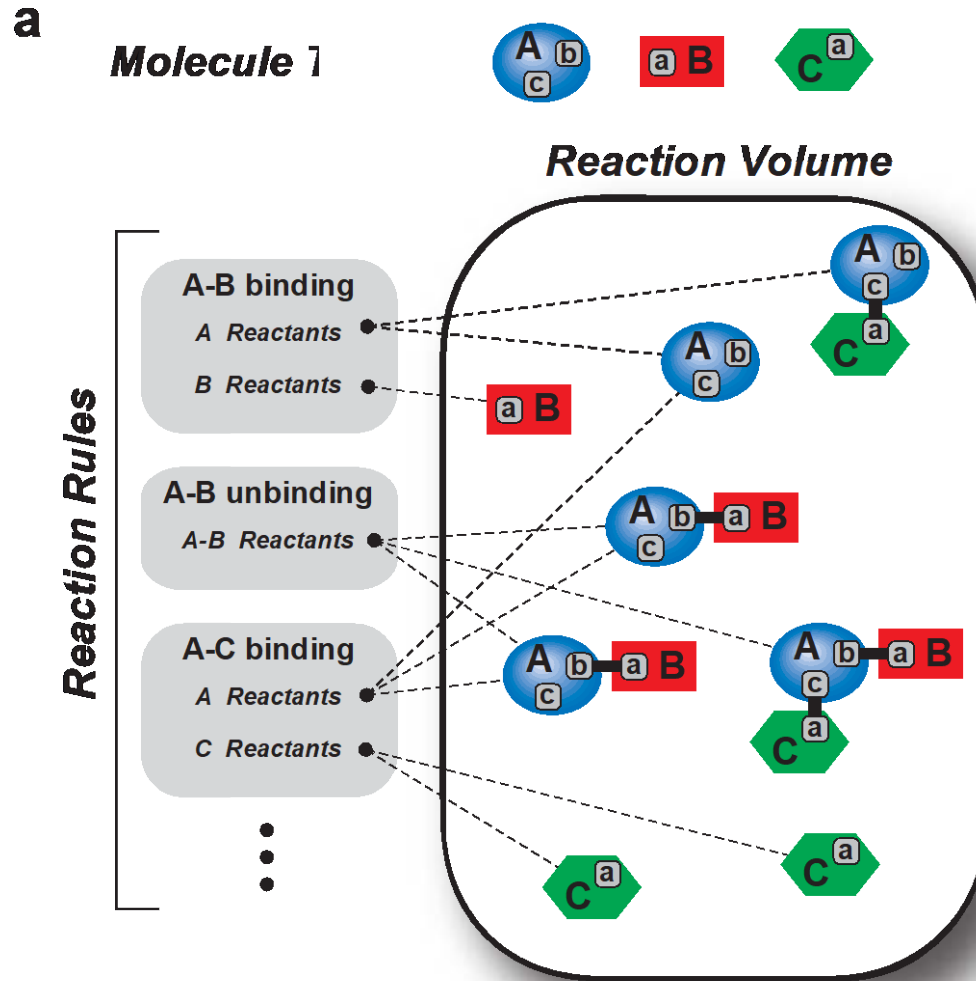 a
Molecule T
A b c
a B
C a
Reaction Volume
Reaction Rules
A-B binding
A Reactants
B Reactants
A-B unbinding
A-B Reactants
A-C binding
A Reactants
C Reactants
A b c
C a
A b c
a B
A b c
a B
A b c
a B
A b c
a B
C a
C a
C a